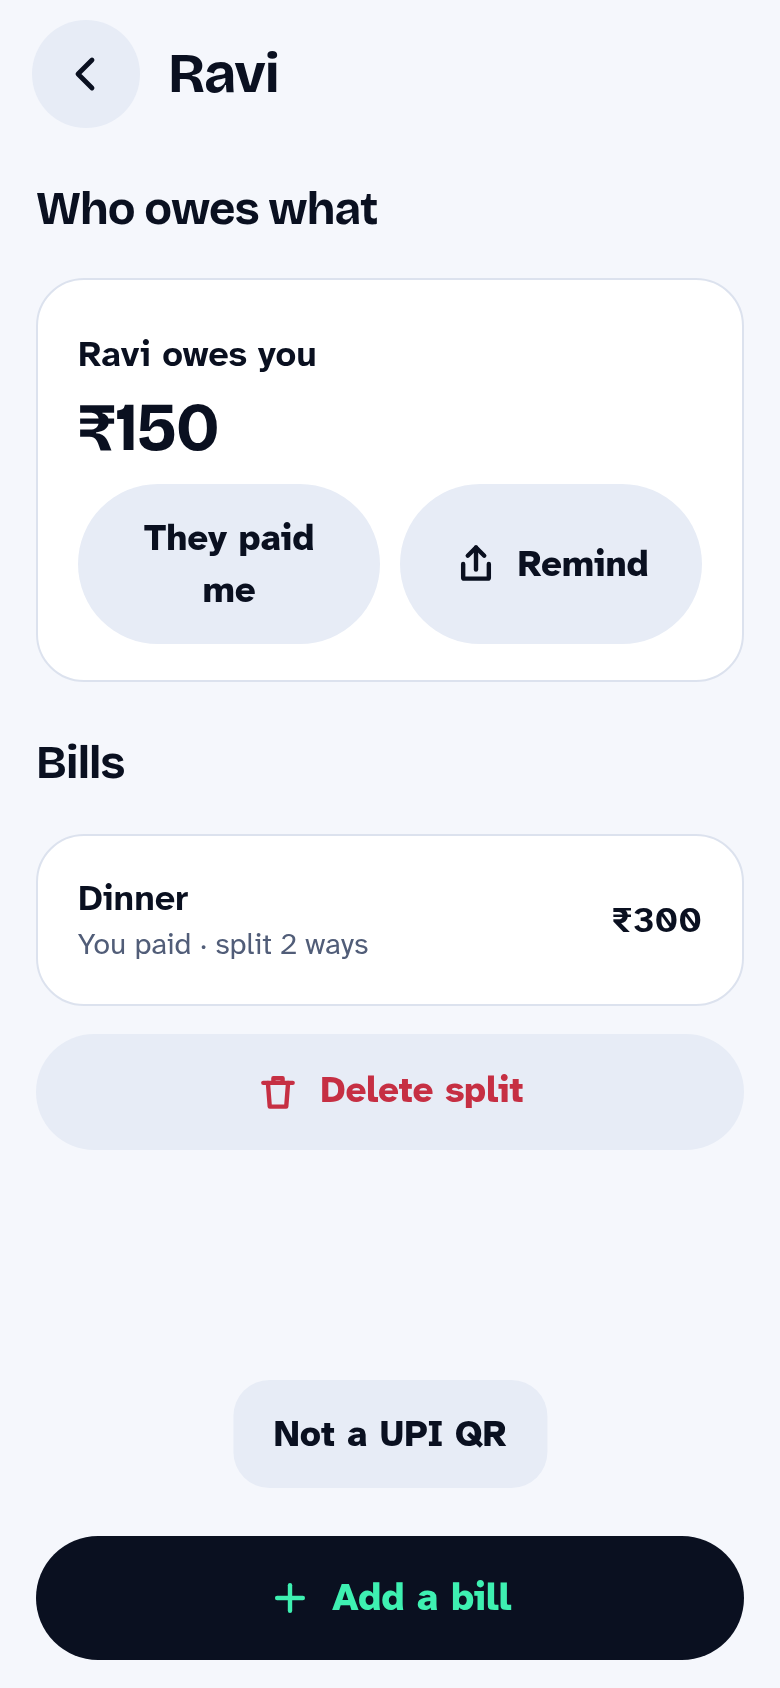 Ravi
Who owes what
Ravi owes you
₹150
They paid
me
Remind
Bills
Dinner
You paid · split 2 ways
₹300
Delete split
Not a UPI QR
Add a bill